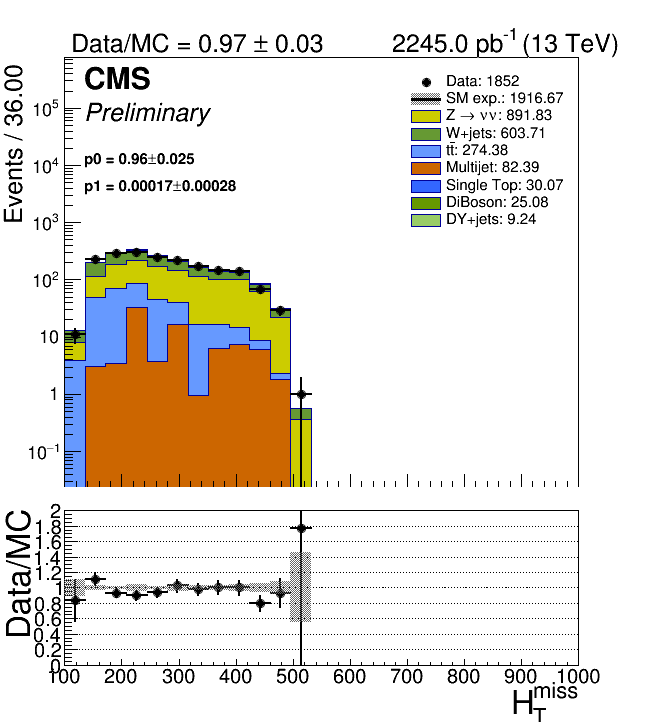 Data/MC = 0.97 ± 0.03
2245.0 pb⁻¹ (13 TeV)
Events / 36.00
CMS
Preliminary
p0 = 0.96±0.025
p1 = 0.00017±0.00028
Data: 1852
SM exp.: 1916.67
Z → νν: 891.83
W+jets: 603.71
tt̄: 274.38
Multijet: 82.39
Single Top: 30.07
DiBoson: 25.08
DY+jets: 9.24
10⁵
10⁴
10³
10²
10
1
10⁻¹
Data/MC
2
1.8
1.6
1.4
1.2
1
0.8
0.6
0.4
0.2
0
100 200 300 400 500 600 700 800 900 1000
H_T^miss